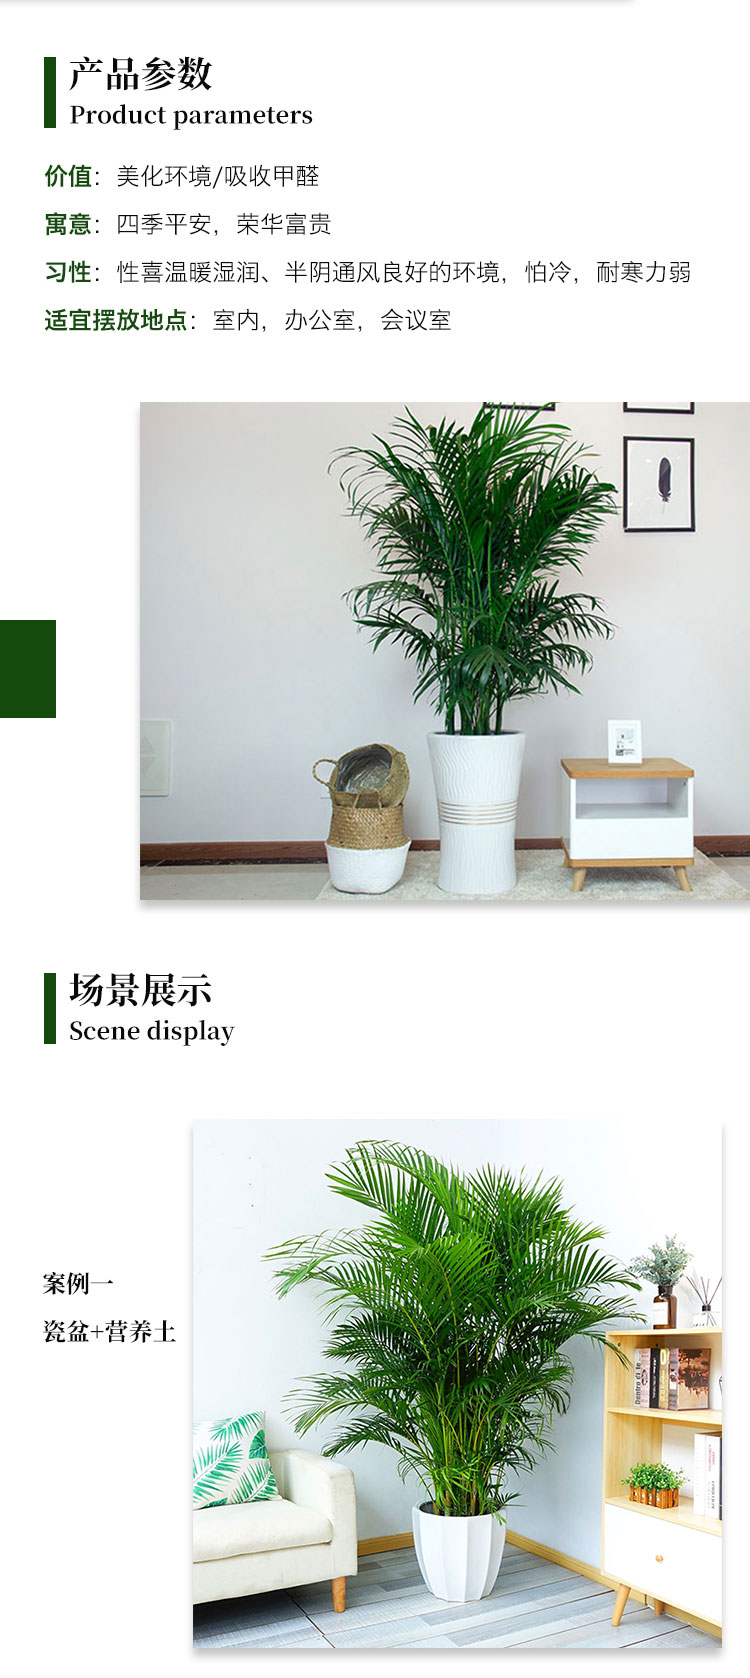 产品参数
Product parameters
价值：美化环境/吸收甲醛
寓意：四季平安，荣华富贵
习性：性喜温暖湿润、半阴通风良好的环境，怕冷，耐寒力弱
适宜摆放地点：室内，办公室，会议室
场景展示
Scene display
案例一
瓷盆+营养土
Dentro di te